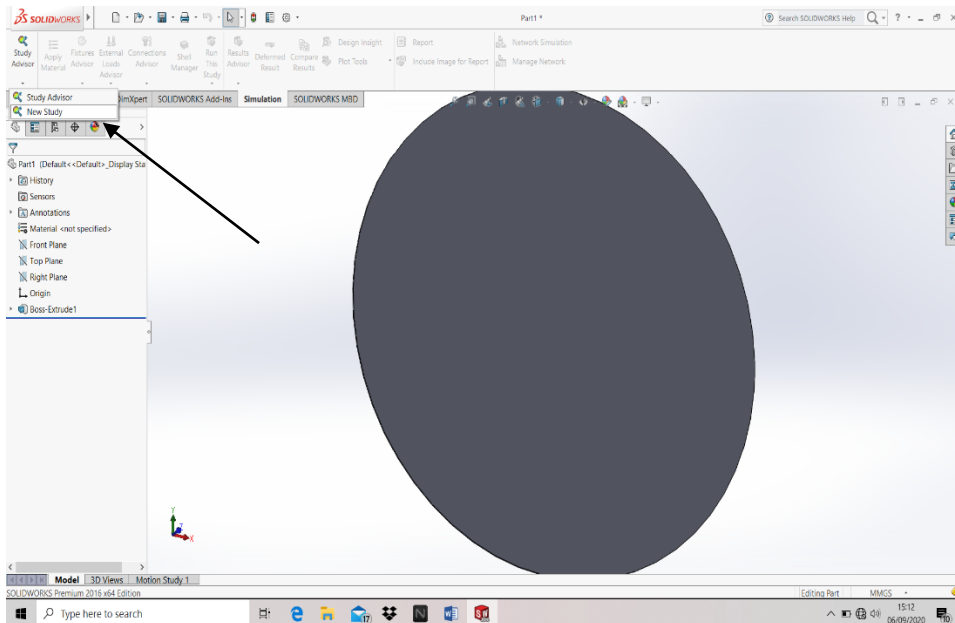 SOLIDWORKS
Part1 *
Search SOLIDWORKS Help
Study Advisor
Apply Material
Fixtures Advisor
External Loads Advisor
Connections Advisor
Shell Manager
Run This Study
Results Advisor
Deformed Result
Compare Results
Design Insight
Plot Tools
Report
Include Image for Report
Network Simulation
Manage Network
DimXpert
SOLIDWORKS Add-Ins
Simulation
SOLIDWORKS MBD
Study Advisor
New Study
Part1 (Default<<Default>_Display Sta
History
Sensors
Annotations
Material <not specified>
Front Plane
Top Plane
Right Plane
Origin
Boss-Extrude1
Y
Z
X
Model
3D Views
Motion Study 1
SOLIDWORKS Premium 2016 x64 Edition
Editing Part
MMGS
Type here to search
17
15:12
06/09/2020